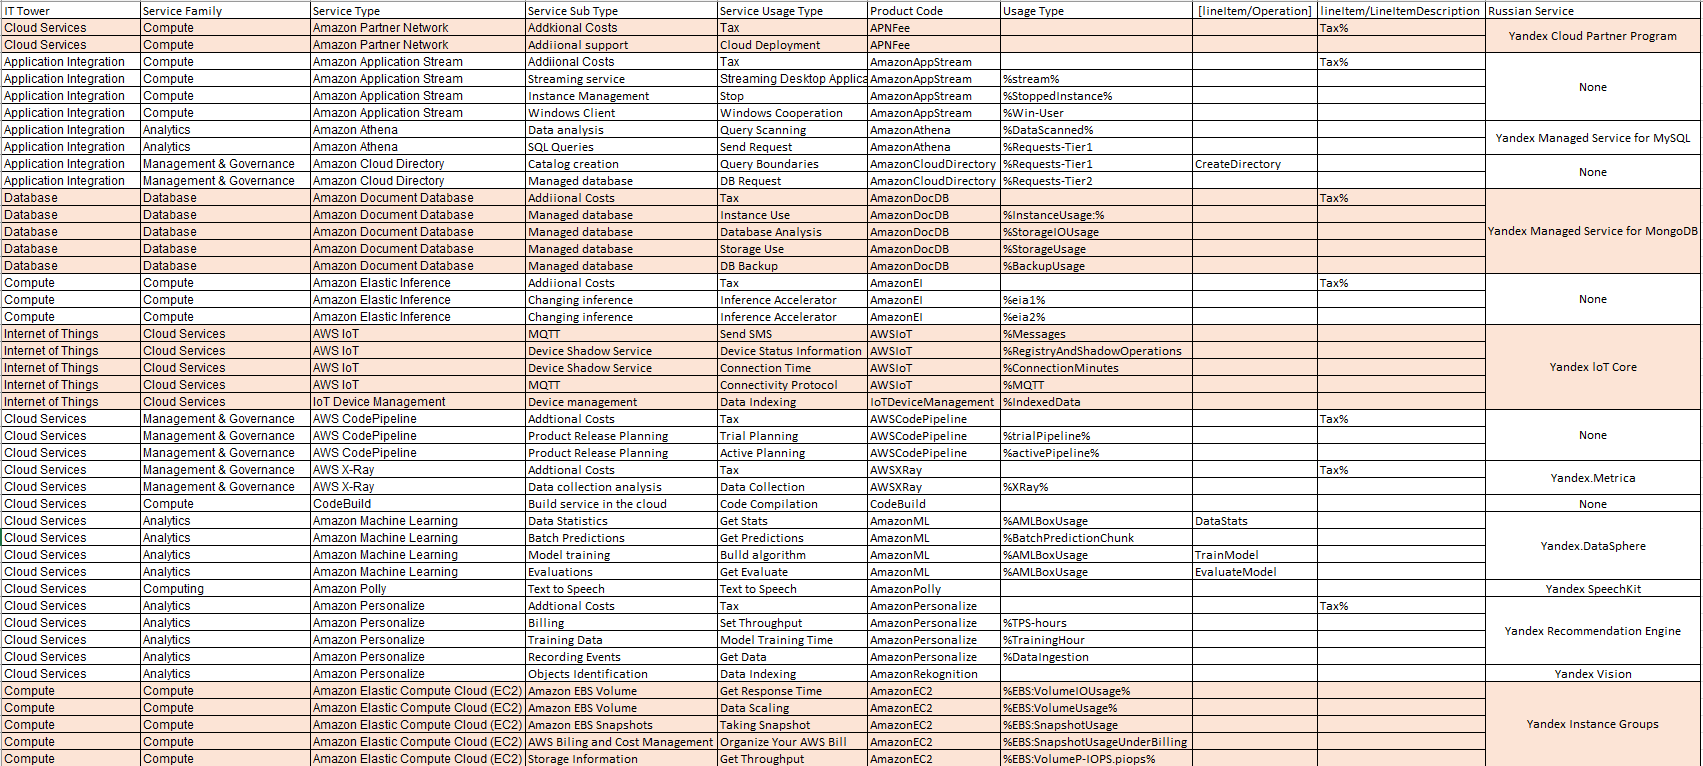 IT Tower Service Family Service Type Service Sub Type Service Usage Type Product Code Usage Type [lineItem/Operation] lineItem/LineItemDescription Russian Service
Cloud Services Compute Amazon Partner Network Addkional Costs Tax APNFee Tax% Yandex Cloud Partner Program
Cloud Services Compute Amazon Partner Network Addiional support Cloud Deployment APNFee
Application Integration Compute Amazon Application Stream Addiional Costs Tax AmazonAppStream Tax% None
Application Integration Compute Amazon Application Stream Streaming service Streaming Desktop Applica AmazonAppStream %stream%
Application Integration Compute Amazon Application Stream Instance Management Stop AmazonAppStream %StoppedInstance%
Application Integration Compute Amazon Application Stream Windows Client Windows Cooperation AmazonAppStream %Win-User
Application Integration Analytics Amazon Athena Data analysis Query Scanning AmazonAthena %DataScanned% Yandex Managed Service for MySQL
Application Integration Analytics Amazon Athena SQL Queries Send Request AmazonAthena %Requests-Tier1
Application Integration Management & Governance Amazon Cloud Directory Catalog creation Query Boundaries AmazonCloudDirectory %Requests-Tier1 CreateDirectory None
Application Integration Management & Governance Amazon Cloud Directory Managed database DB Request AmazonCloudDirectory %Requests-Tier2
Database Database Amazon Document Database Addiional Costs Tax AmazonDocDB Tax% Yandex Managed Service for MongoDB
Database Database Amazon Document Database Managed database Instance Use AmazonDocDB %InstanceUsage:%
Database Database Amazon Document Database Managed database Database Analysis AmazonDocDB %StorageIOUsage
Database Database Amazon Document Database Managed database Storage Use AmazonDocDB %StorageUsage
Database Database Amazon Document Database Managed database DB Backup AmazonDocDB %BackupUsage
Compute Compute Amazon Elastic Inference Addiional Costs Tax AmazonEI Tax% None
Compute Compute Amazon Elastic Inference Changing inference Inference Accelerator AmazonEI %eia1%
Compute Compute Amazon Elastic Inference Changing inference Inference Accelerator AmazonEI %eia2%
Internet of Things Cloud Services AWS IoT MQTT Send SMS AWSIoT %Messages Yandex IoT Core
Internet of Things Cloud Services AWS IoT Device Shadow Service Device Status Information AWSIoT %RegistryAndShadowOperations
Internet of Things Cloud Services AWS IoT Device Shadow Service Connection Time AWSIoT %ConnectionMinutes
Internet of Things Cloud Services AWS IoT MQTT Connectivity Protocol AWSIoT %MQTT
Internet of Things Cloud Services IoT Device Management Device management Data Indexing IoTDeviceManagement %IndexedData
Cloud Services Management & Governance AWS CodePipeline Addtional Costs Tax AWSCodePipeline Tax% None
Cloud Services Management & Governance AWS CodePipeline Product Release Planning Trial Planning AWSCodePipeline %trialPipeline%
Cloud Services Management & Governance AWS CodePipeline Product Release Planning Active Planning AWSCodePipeline %activePipeline%
Cloud Services Management & Governance AWS X-Ray Addtional Costs Tax AWSXRay Tax% Yandex.Metrica
Cloud Services Management & Governance AWS X-Ray Data collection analysis Data Collection AWSXRay %XRay%
Cloud Services Compute CodeBuild Build service in the cloud Code Compilation CodeBuild None
Cloud Services Analytics Amazon Machine Learning Data Statistics Get Stats AmazonML %AMLBoxUsage DataStats Yandex.DataSphere
Cloud Services Analytics Amazon Machine Learning Batch Predictions Get Predictions AmazonML %BatchPredictionChunk
Cloud Services Analytics Amazon Machine Learning Model training Bulld algorithm AmazonML %AMLBoxUsage TrainModel
Cloud Services Analytics Amazon Machine Learning Evaluations Get Evaluate AmazonML %AMLBoxUsage EvaluateModel
Cloud Services Computing Amazon Polly Text to Speech Text to Speech AmazonPolly Yandex SpeechKit
Cloud Services Analytics Amazon Personalize Addtional Costs Tax AmazonPersonalize Tax% Yandex Recommendation Engine
Cloud Services Analytics Amazon Personalize Billing Set Throughput AmazonPersonalize %TPS-hours
Cloud Services Analytics Amazon Personalize Training Data Model Training Time AmazonPersonalize %TrainingHour
Cloud Services Analytics Amazon Personalize Recording Events Get Data AmazonPersonalize %DataIngestion
Cloud Services Analytics Amazon Personalize Objects Identification Data Indexing AmazonRekognition Yandex Vision
Compute Compute Amazon Elastic Compute Cloud (EC2) Amazon EBS Volume Get Response Time AmazonEC2 %EBS:VolumeIOUsage% Yandex Instance Groups
Compute Compute Amazon Elastic Compute Cloud (EC2) Amazon EBS Volume Data Scaling AmazonEC2 %EBS:VolumeUsage%
Compute Compute Amazon Elastic Compute Cloud (EC2) Amazon EBS Snapshots Taking Snapshot AmazonEC2 %EBS:SnapshotUsage
Compute Compute Amazon Elastic Compute Cloud (EC2) AWS Biling and Cost Management Organize Your AWS Bill AmazonEC2 %EBS:SnapshotUsageUnderBilling
Compute Compute Amazon Elastic Compute Cloud (EC2) Storage Information Get Throughput AmazonEC2 %EBS:VolumeP-IOPS.piops%